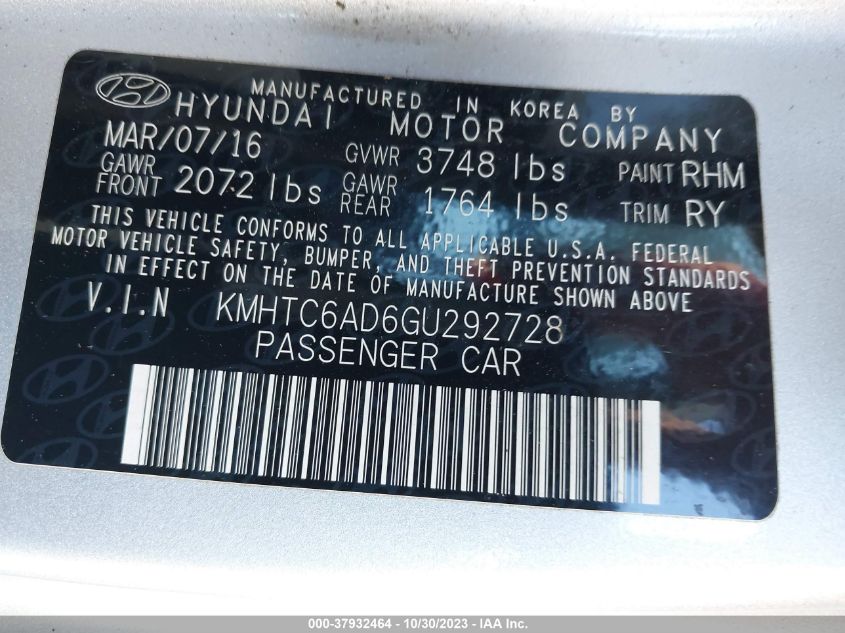 MANUFACTURED IN KOREA BY
HYUNDAI MOTOR COMPANY
MAR/07/16 GVWR 3748 lbs PAINT RHM
GAWR FRONT 2072 lbs GAWR REAR 1764 lbs TRIM RY
THIS VEHICLE CONFORMS TO ALL APPLICABLE U.S.A. FEDERAL
MOTOR VEHICLE SAFETY, BUMPER, AND THEFT PREVENTION STANDARDS
IN EFFECT ON THE DATE OF MANUFACTURE SHOWN ABOVE
V.I.N KMHTC6AD6GU292728
PASSENGER CAR
000-37932464 - 10/30/2023 - IAA Inc.